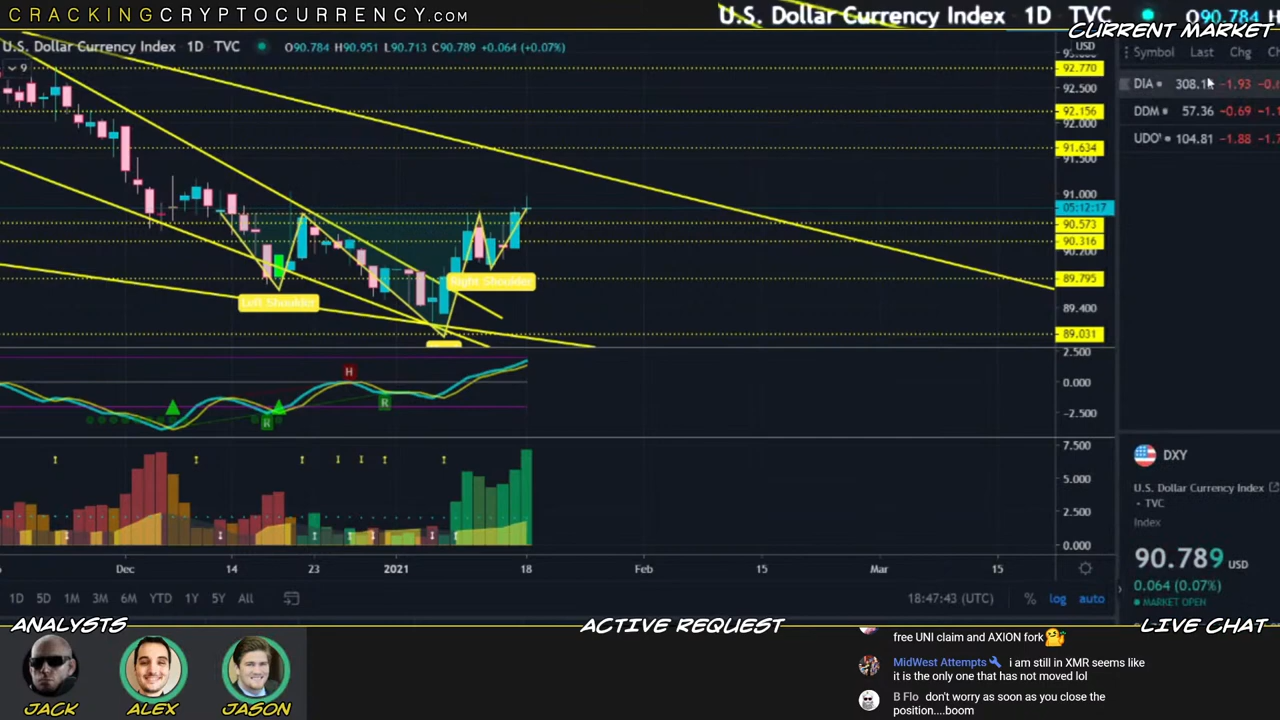 CRACKINGCRYPTOCURRENCY.com
U.S. Dollar Currency Index · 1D · TVC
CURRENT MARKET
U.S. Dollar Currency Index · 1D TVC O90.784 H90.951 L90.713 C90.789 +0.064 (+0.07%)
9
USD
92.770
92.500
92.156
92.000
91.634
91.500
91.000
05:12:17
90.573
90.316
90.200
89.795
89.400
89.031
Left Shoulder
Right Shoulder
Symbol Last Chg
DIA 308.1 -1.93
DDM 57.36 -0.69
UDO 104.81 -1.88
H
R
R
2.500
0.000
-2.500
7.500
5.000
2.500
0.000
Dec 14 23 2021 18 Feb 15 Mar 15
1D 5D 1M 3M 6M YTD 1Y 5Y All
18:47:43 (UTC) % log auto
DXY
U.S. Dollar Currency Index
· TVC
Index
90.789 USD
0.064 (0.07%)
MARKET OPEN
ANALYSTS
JACK ALEX JASON
ACTIVE REQUEST
LIVE CHAT
free UNI claim and AXION fork
MidWest Attempts i am still in XMR seems like
it is the only one that has not moved lol
B Flo don't worry as soon as you close the
position....boom